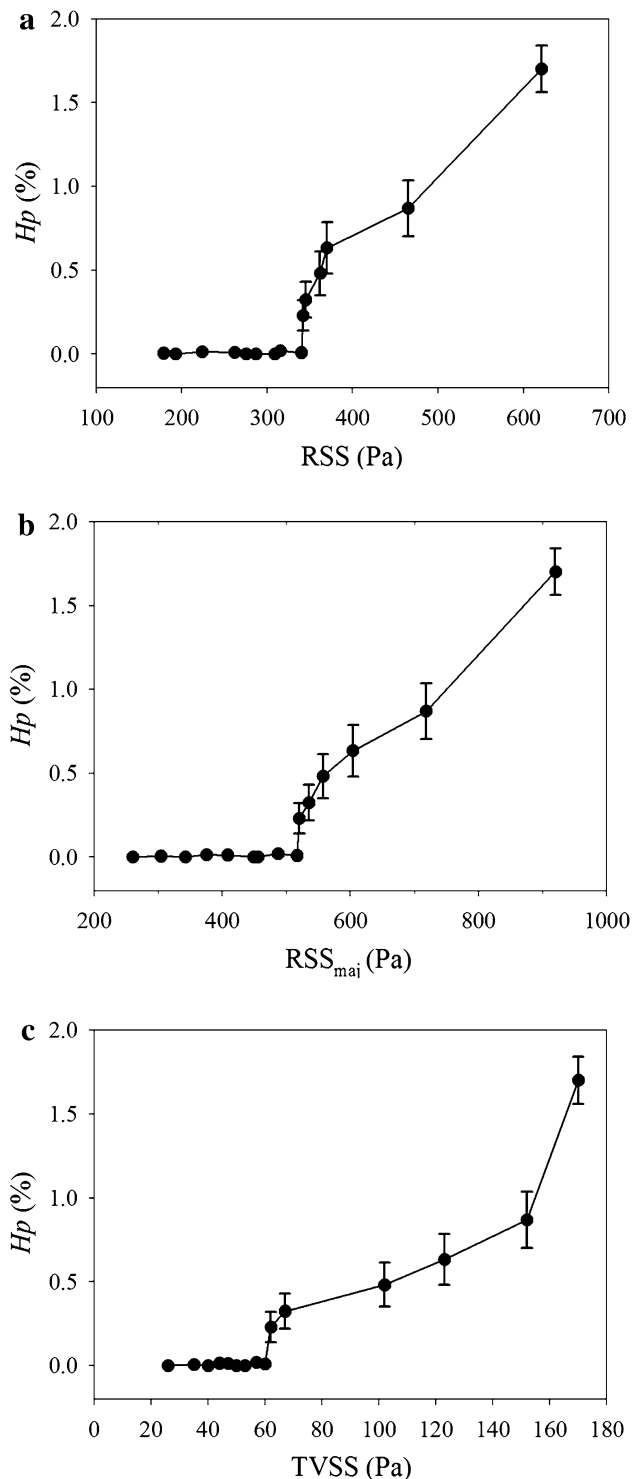 a
2.0
1.5
1.0
0.5
0.0
Hp (%)
100 200 300 400 500 600 700
RSS (Pa)
b
2.0
1.5
1.0
0.5
0.0
Hp (%)
200 400 600 800 1000
RSSmaj (Pa)
c
2.0
1.5
1.0
0.5
0.0
Hp (%)
0 20 40 60 80 100 120 140 160 180
TVSS (Pa)